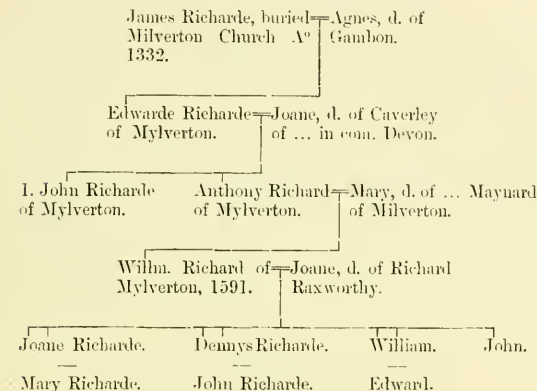 James Richarde, buried Agnes, d. of
Milverton Church Aº Gambon.
1332.
Edwarde Richarde Joane, d. of Caverley
of Mylverton. of ... in com. Devon.
1. John Richarde Anthony Richard Mary, d. of ... Maynard
of Mylverton. of Mylverton. of Milverton.
Willm. Richard of Joane, d. of Richard
Mylverton, 1591. Raxworthy.
Joane Richarde. Dennys Richarde. William. John.
Mary Richarde. John Richarde. Edward.